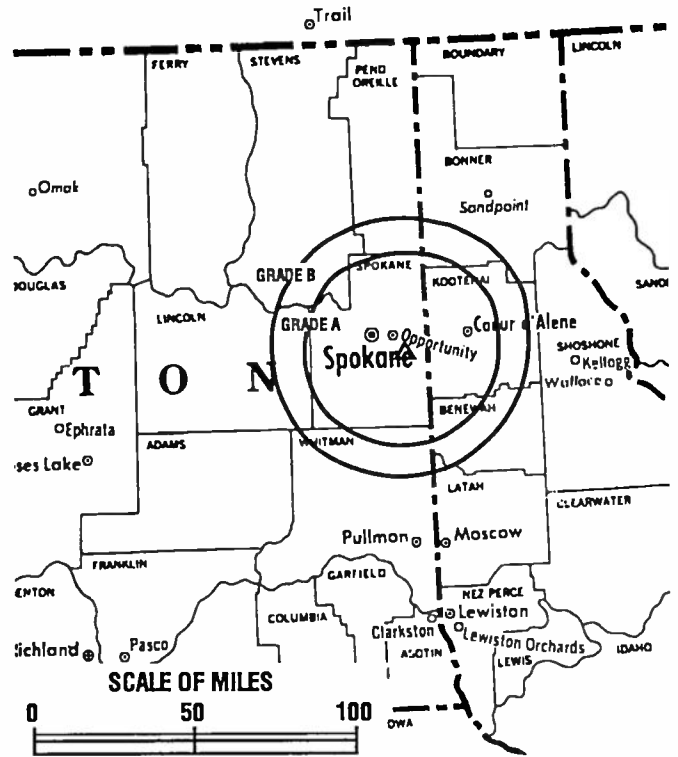 Trail
FERRY
STEVENS
PEND
OREILLE
BOUNDARY
LINCOLN
BONNER
Omak
Sandpoint
GRADE B
SPOKANE
KOOTENAI
DOUGLAS
LINCOLN
GRADE A
SAND
Coeur d'Alene
Opportunity
Spokane
SHOSHONE
Kellogg
Wallace
T O N
GRANT
BENEWAH
Ephrata
ADAMS
WHITMAN
ses Lake
LATAH
CLEARWATER
Pullman
Moscow
FRANKLIN
GARFIELD
NEZ PERCE
ENTON
COLUMBIA
Lewiston
Clarkston
Lewiston Orchards
IDAHO
Richland
Pasco
ASOTIN
LEWIS
SCALE OF MILES
0 50 100
OWA